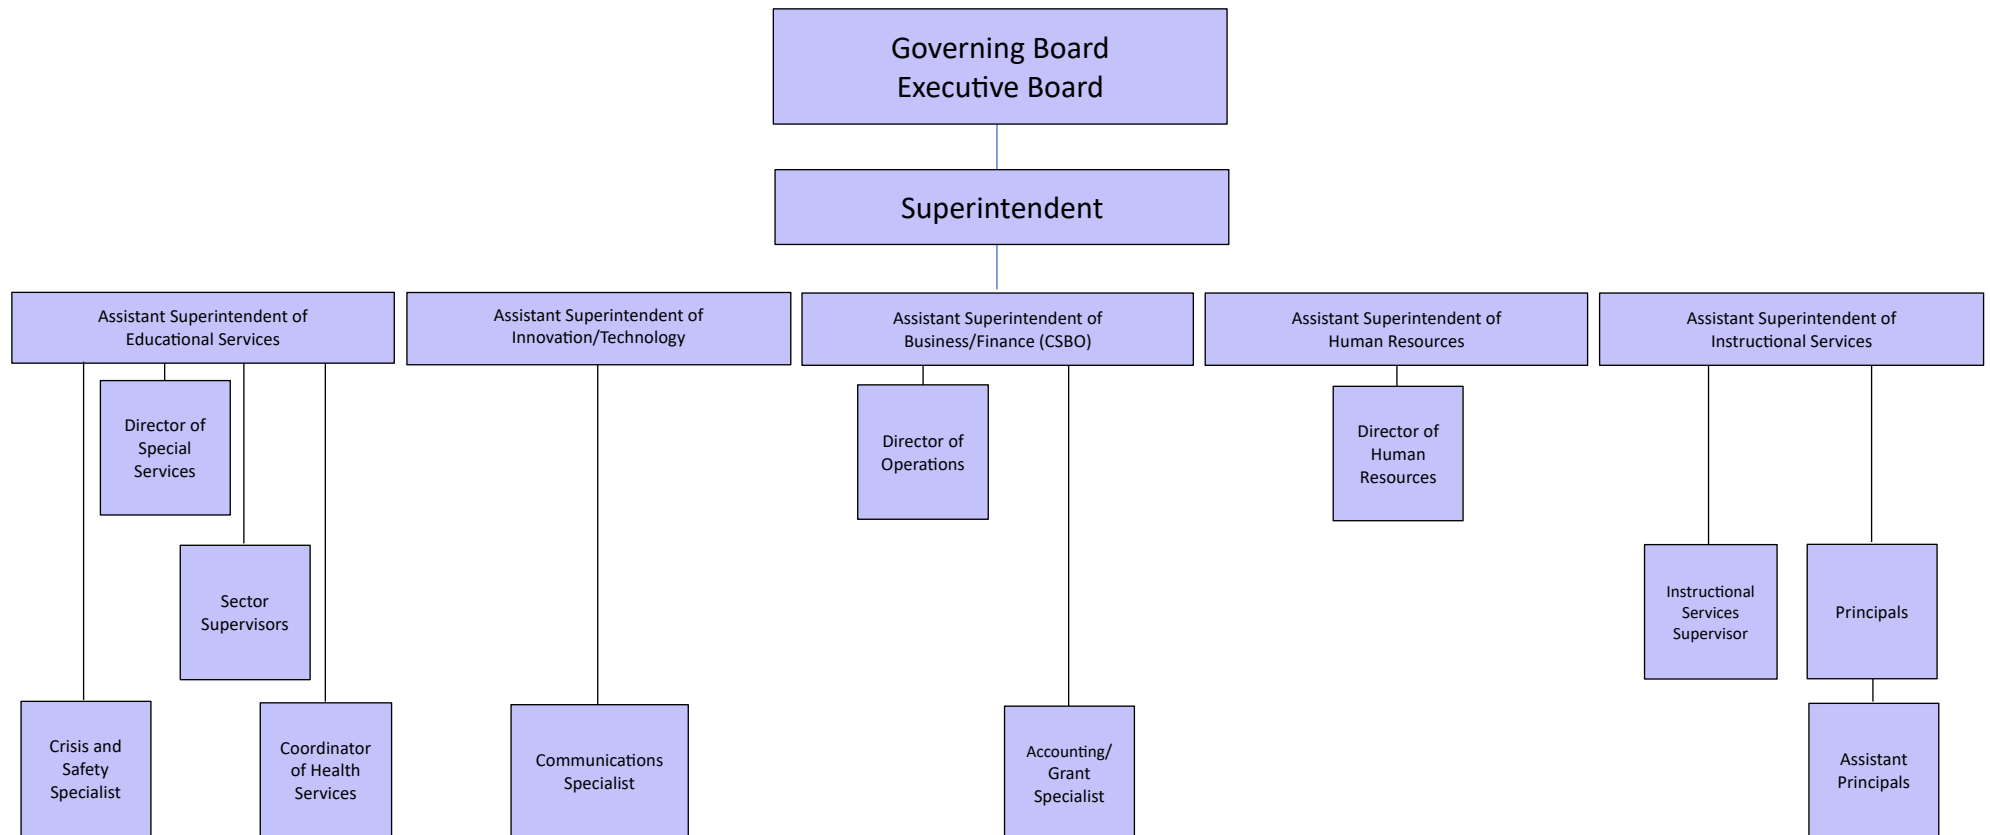 Governing Board
Executive Board
Superintendent
Assistant Superintendent of
Educational Services
Assistant Superintendent of
Innovation/Technology
Assistant Superintendent of
Business/Finance (CSBO)
Assistant Superintendent of
Human Resources
Assistant Superintendent of
Instructional Services
Director of
Special
Services
Director of
Operations
Director of
Human
Resources
Sector
Supervisors
Instructional
Services
Supervisor
Principals
Crisis and
Safety
Specialist
Coordinator
of Health
Services
Communications
Specialist
Accounting/
Grant
Specialist
Assistant
Principals